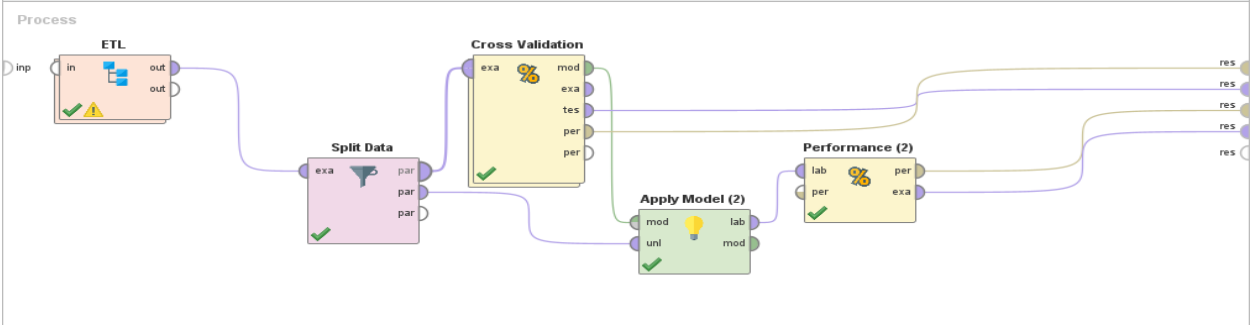 Process
ETL
inp
in
out
out
Cross Validation
exa
mod
exa
tes
per
per
Split Data
exa
par
par
par
Apply Model (2)
mod
unl
lab
mod
Performance (2)
lab
per
per
exa
res
res
res
res
res